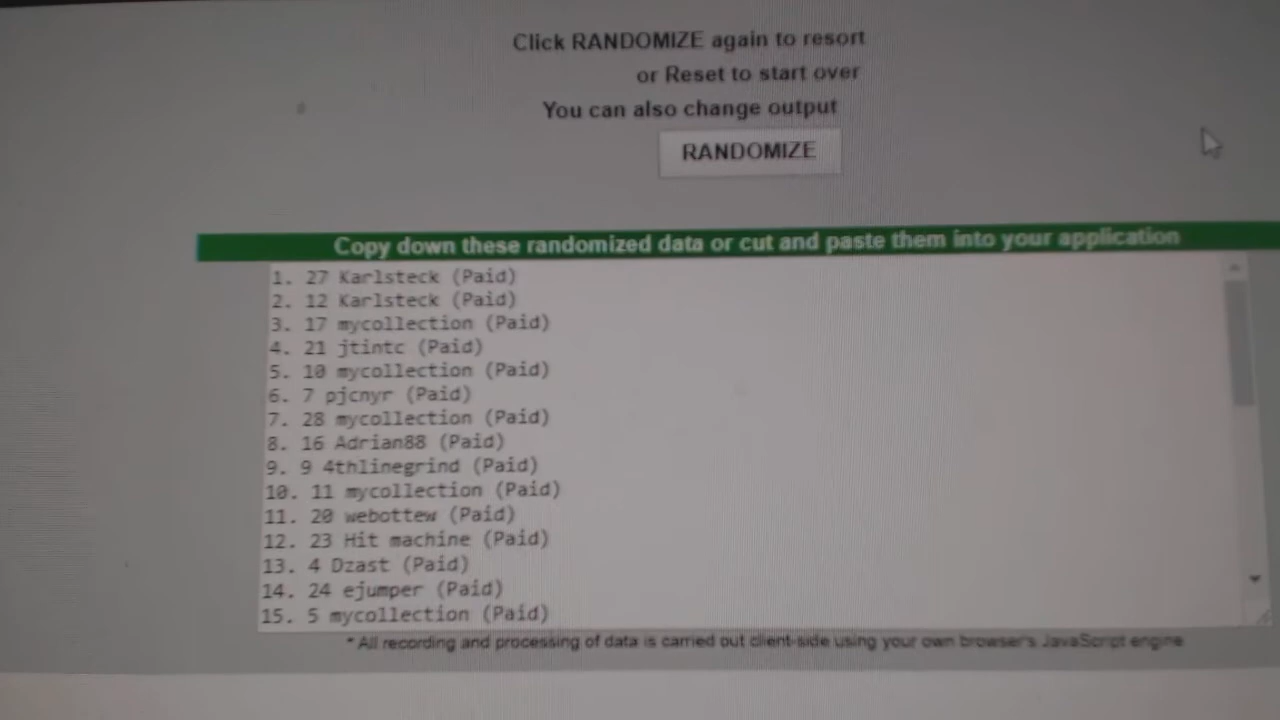 Click RANDOMIZE again to resort
or Reset to start over
You can also change output
RANDOMIZE
Copy down these randomized data or cut and paste them into your application
1. 27 Karlsteck (Paid)
2. 12 Karlsteck (Paid)
3. 17 mycollection (Paid)
4. 21 jtintc (Paid)
5. 10 mycollection (Paid)
6. 7 pjcnyr (Paid)
7. 28 mycollection (Paid)
8. 16 Adrian88 (Paid)
9. 9 4thlinegrind (Paid)
10. 11 mycollection (Paid)
11. 20 webottew (Paid)
12. 23 Hit machine (Paid)
13. 4 Dzast (Paid)
14. 24 ejumper (Paid)
15. 5 mycollection (Paid)
* All recording and processing of data is carried out client-side using your own browser's JavaScript engine